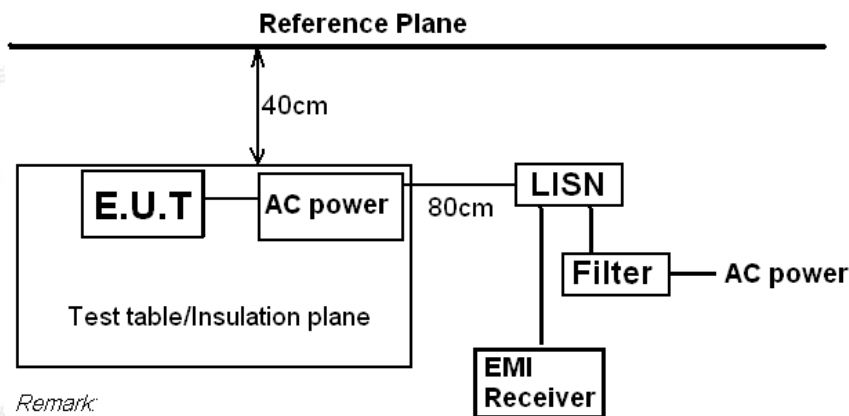 Reference Plane
40cm
E.U.T
AC power
80cm
LISN
Filter
AC power
Test table/Insulation plane
EMI
Receiver
Remark: